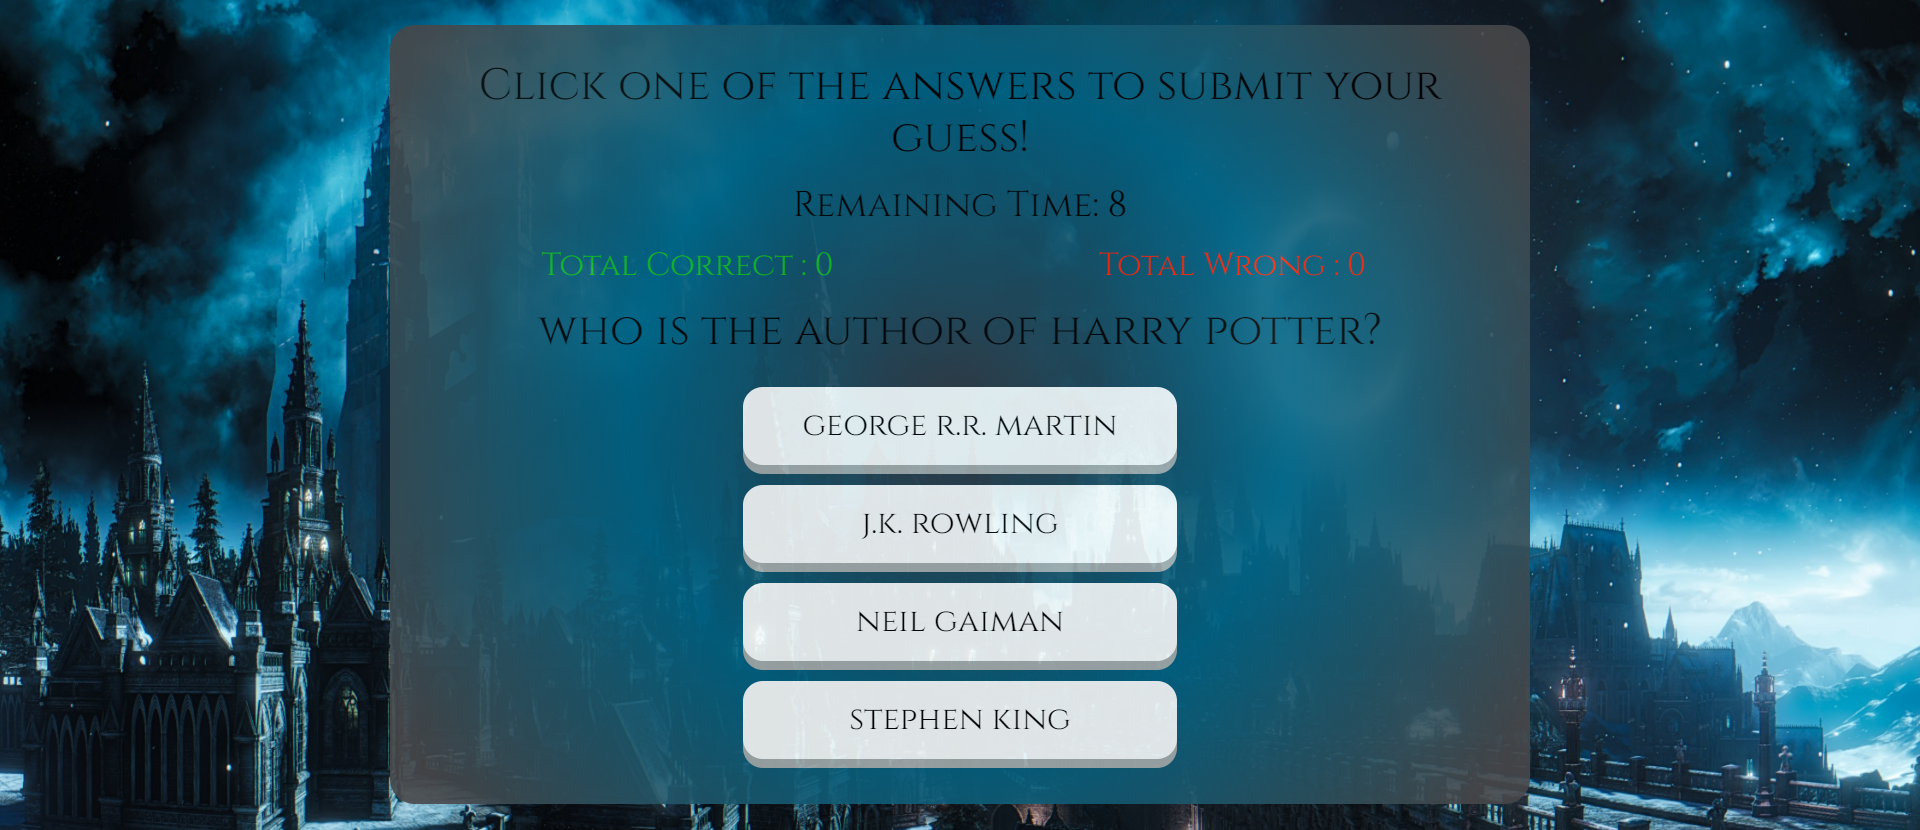 Click one of the answers to submit your
guess!
Remaining Time: 8
Total Correct : 0 Total Wrong : 0
who is the author of harry potter?
george r.r. martin
j.k. rowling
neil gaiman
stephen king